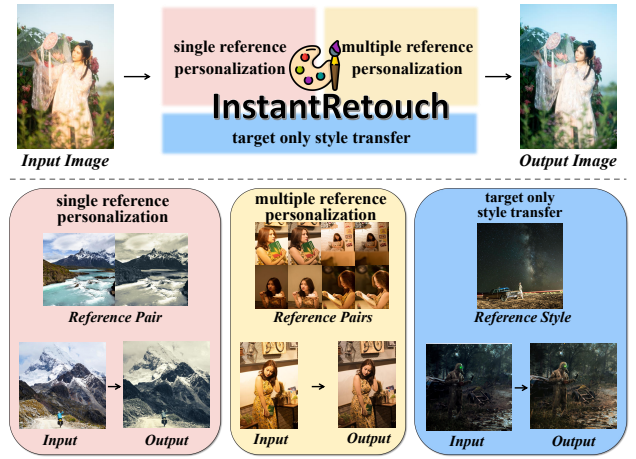 single reference
personalization
multiple reference
personalization
InstantRetouch
target only style transfer
Input Image
Output Image
single reference
personalization
Reference Pair
Input
Output
multiple reference
personalization
Reference Pairs
Input
Output
target only
style transfer
Reference Style
Input
Output